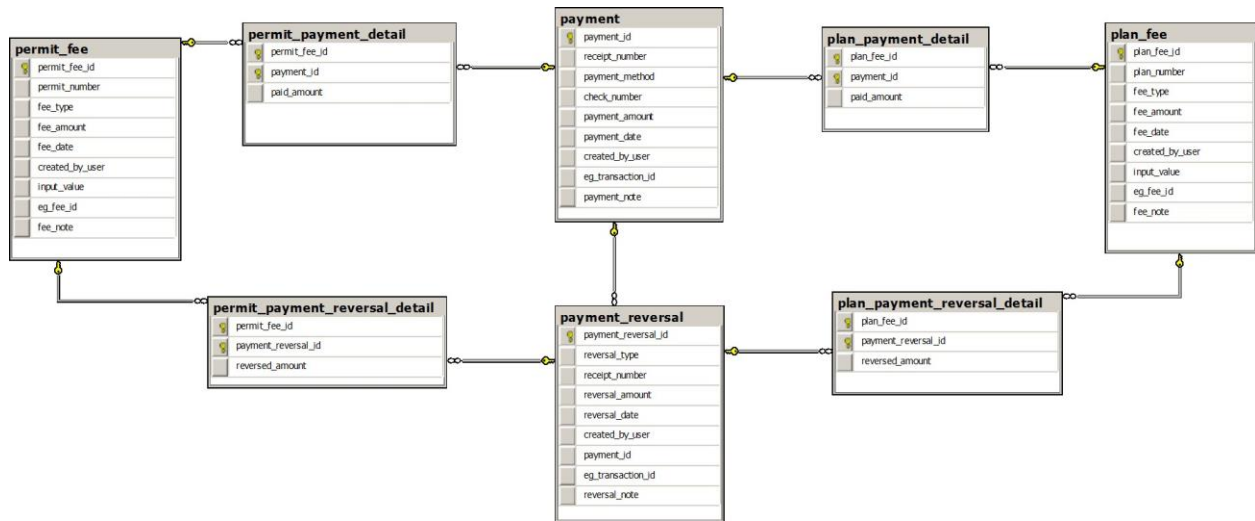 permit_fee
permit_fee_id
permit_number
fee_type
fee_amount
fee_date
created_by_user
input_value
eg_fee_id
fee_note
permit_payment_detail
permit_fee_id
payment_id
paid_amount
payment
payment_id
receipt_number
payment_method
check_number
payment_amount
payment_date
created_by_user
eg_transaction_id
payment_note
plan_payment_detail
plan_fee_id
payment_id
paid_amount
plan_fee
plan_fee_id
plan_number
fee_type
fee_amount
fee_date
created_by_user
input_value
eg_fee_id
fee_note
permit_payment_reversal_detail
permit_fee_id
payment_reversal_id
reversed_amount
payment_reversal
payment_reversal_id
reversal_type
receipt_number
reversal_amount
reversal_date
created_by_user
payment_id
eg_transaction_id
reversal_note
plan_payment_reversal_detail
plan_fee_id
payment_reversal_id
reversed_amount